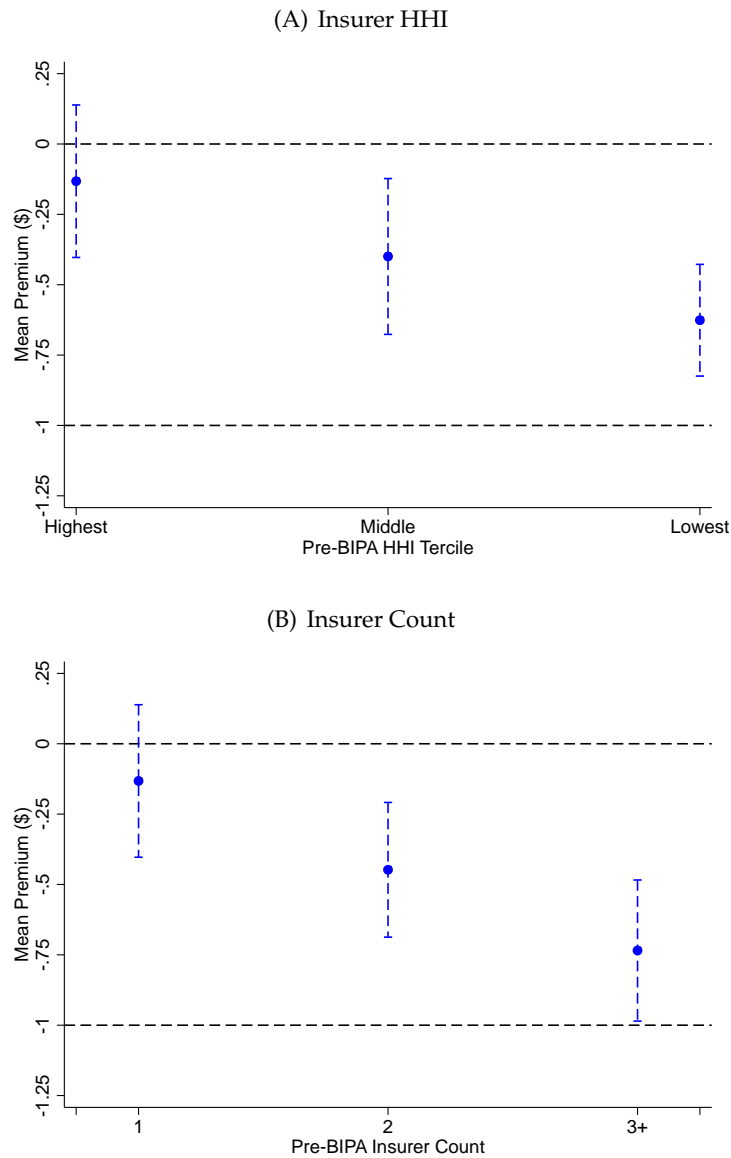 (A) Insurer HHI
.25
0
-.25
-.5
-.75
-1
-1.25
Mean Premium ($)
Highest Middle Lowest
Pre-BIPA HHI Tercile
(B) Insurer Count
.25
0
-.25
-.5
-.75
-1
-1.25
Mean Premium ($)
1 2 3+
Pre-BIPA Insurer Count